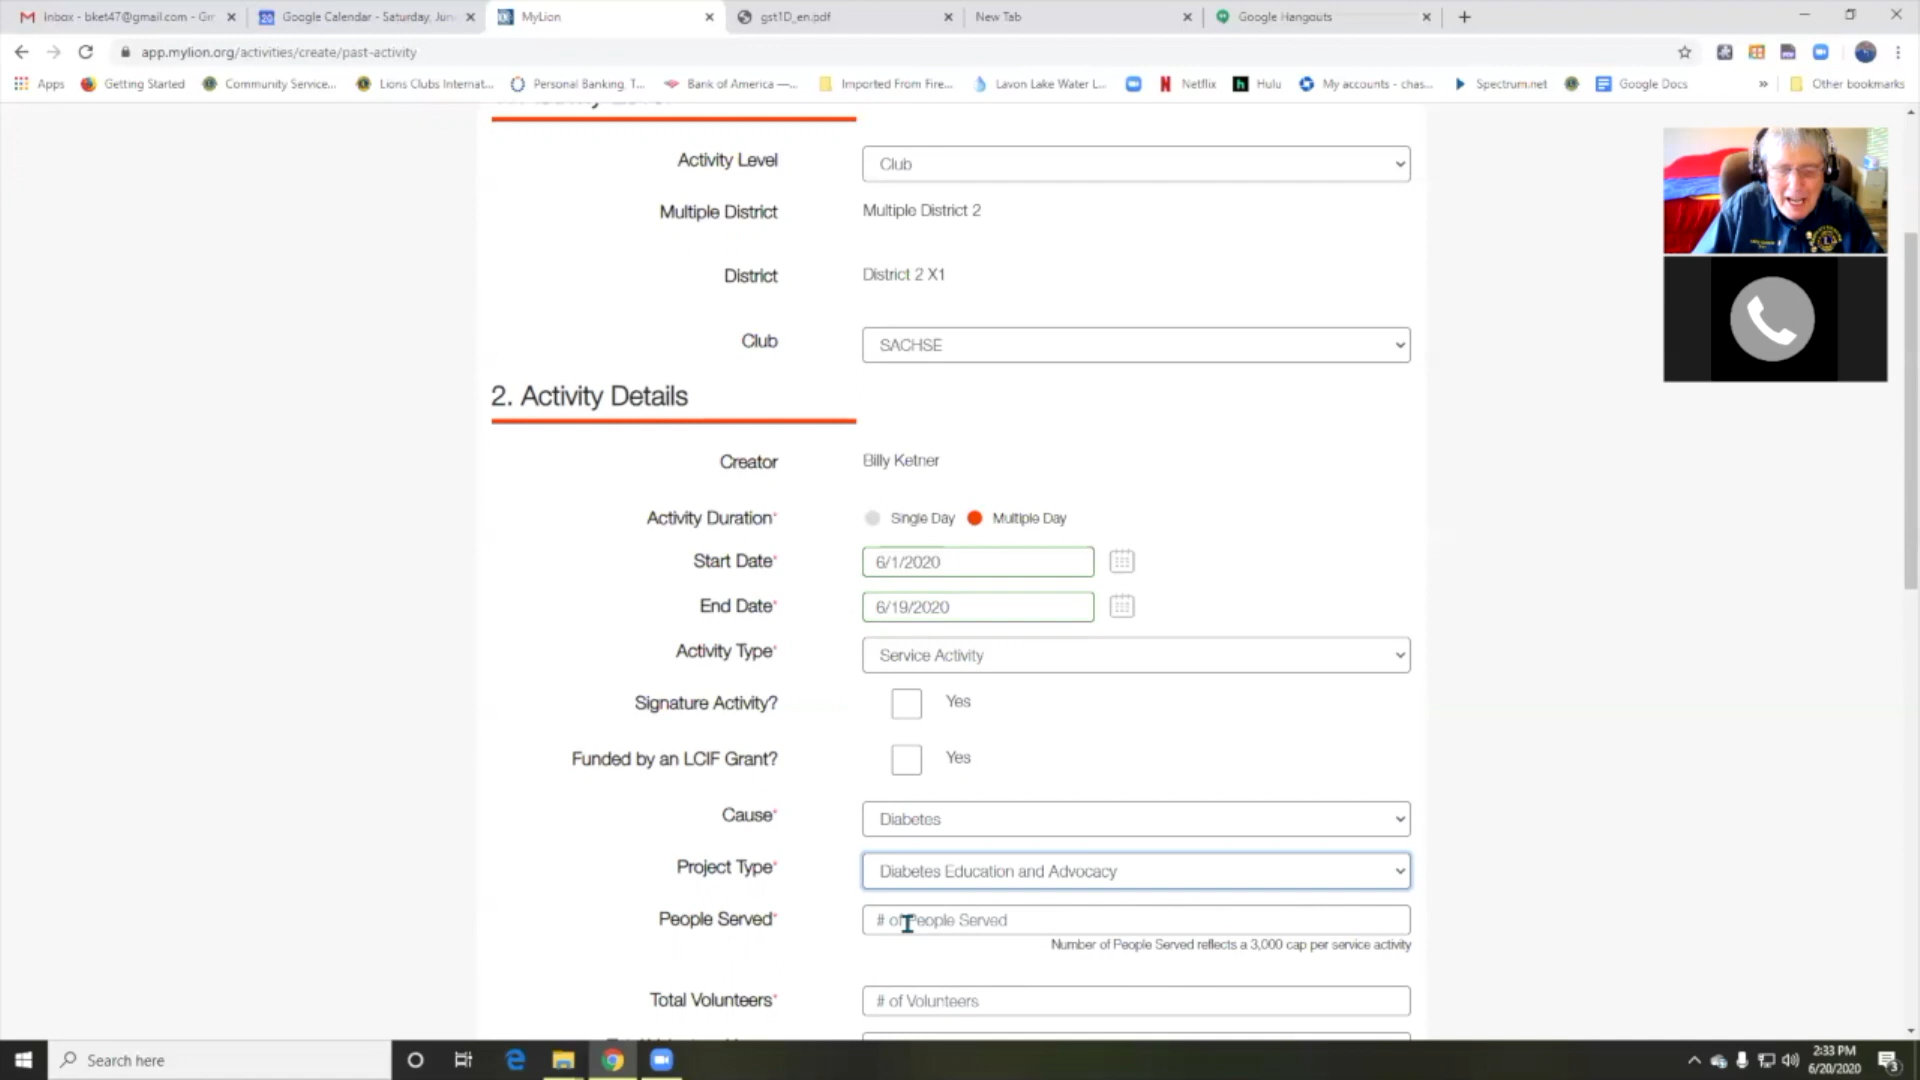 Inbox - bket47@gmail.com - Gm
Google Calendar - Saturday, Jun
MyLion
gst1D_en.pdf
New Tab
Google Hangouts
app.mylion.org/activities/create/past-activity
Apps
Getting Started
Community Service...
Lions Clubs Internat...
Personal Banking, T...
Bank of America —...
Imported From Fire...
Lavon Lake Water L...
Netflix
Hulu
My accounts - chas...
Spectrum.net
Google Docs
Other bookmarks
Activity Level
Club
Multiple District
Multiple District 2
District
District 2 X1
Club
SACHSE
2. Activity Details
Creator
Billy Ketner
Activity Duration*
Single Day
Multiple Day
Start Date*
6/1/2020
End Date*
6/19/2020
Activity Type*
Service Activity
Signature Activity?
Yes
Funded by an LCIF Grant?
Yes
Cause*
Diabetes
Project Type*
Diabetes Education and Advocacy
People Served*
# of People Served
Number of People Served reflects a 3,000 cap per service activity
Total Volunteers*
# of Volunteers
Search here
2:33 PM
6/20/2020
3